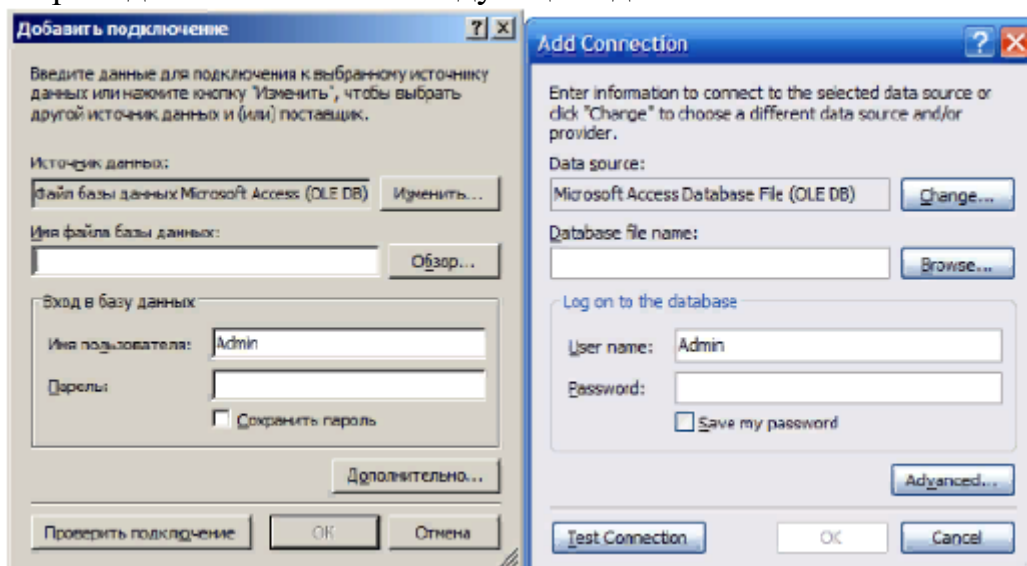 Добавить подключение
Введите данные для подключения к выбранному источнику
данных или нажмите кнопку "Изменить", чтобы выбрать
другой источник данных и (или) поставщик.
Источник данных:
Файл базы данных Microsoft Access (OLE DB)
Изменить...
Имя файла базы данных:
Обзор...
Вход в базу данных
Имя пользователя:
Admin
Пароль:
Сохранить пароль
Дополнительно...
Проверить подключение
OK
Отмена
Add Connection
Enter information to connect to the selected data source or
click "Change" to choose a different data source and/or
provider.
Data source:
Microsoft Access Database File (OLE DB)
Change...
Database file name:
Browse...
Log on to the database
User name:
Admin
Password:
Save my password
Advanced...
Test Connection
OK
Cancel